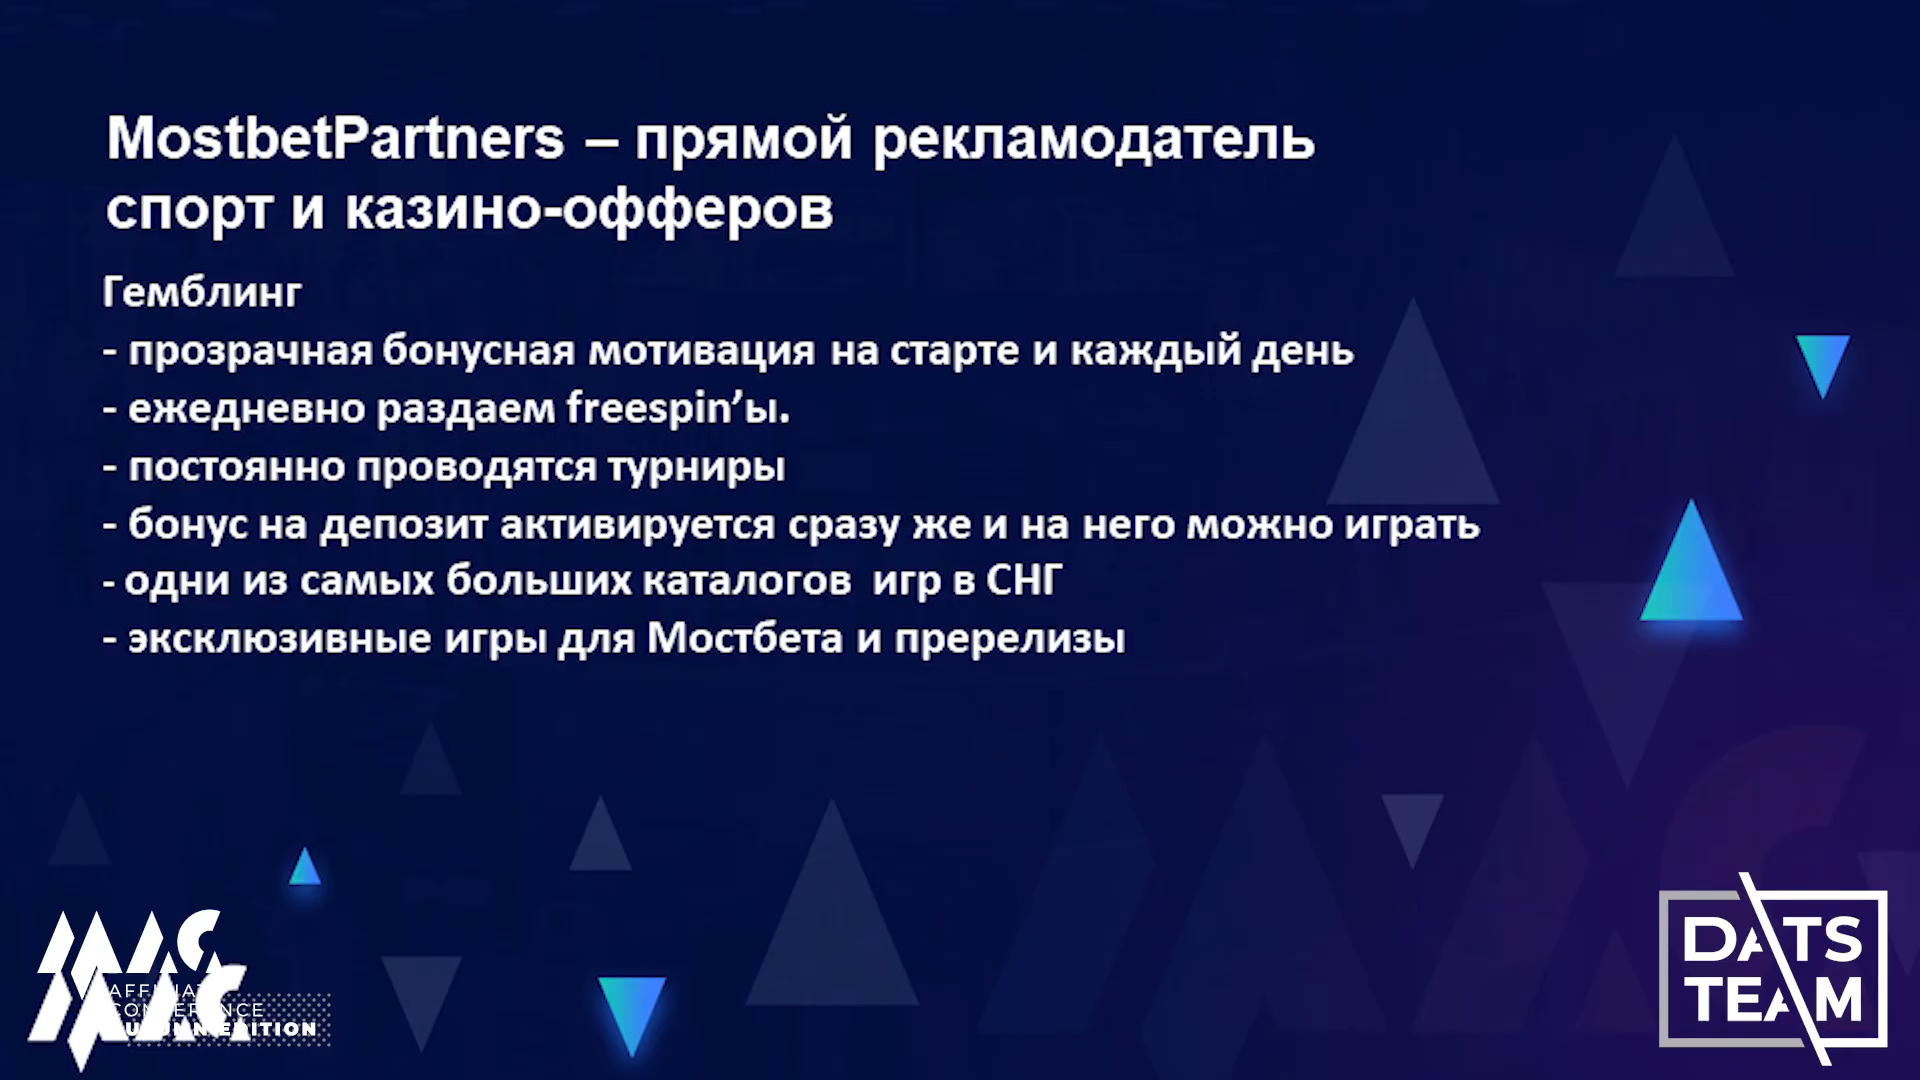 MostbetPartners – прямой рекламодатель
спорт и казино-офферов
Гемблинг
- прозрачная бонусная мотивация на старте и каждый день
- ежедневно раздаем freespin’ы.
- постоянно проводятся турниры
- бонус на депозит активируется сразу же и на него можно играть
- одни из самых больших каталогов  игр в СНГ
- эксклюзивные игры для Мостбета и пререлизы
MAC
EDITION
DATS
TEAM